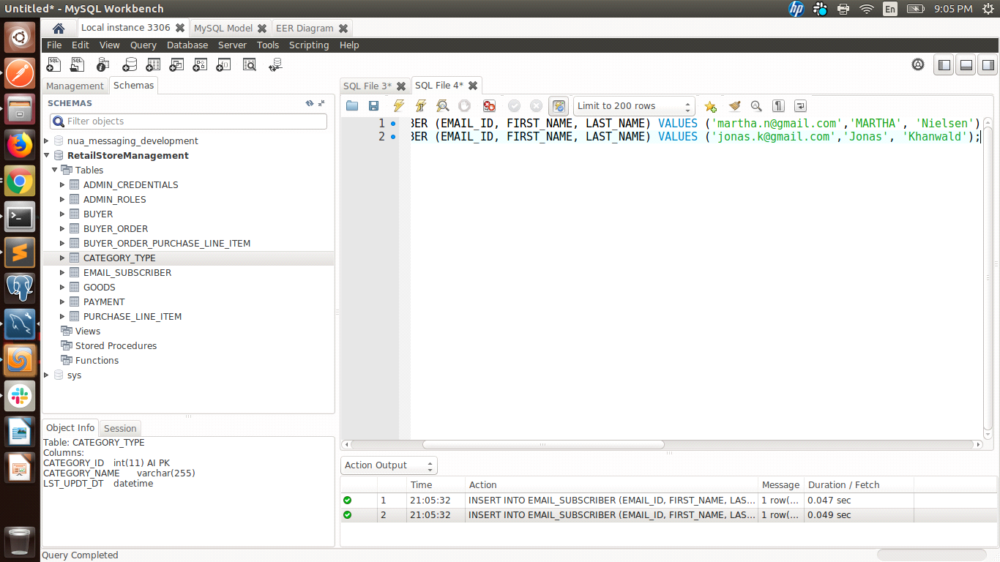 Untitled* - MySQL Workbench
En
9:05 PM
Local instance 3306
MySQL Model
EER Diagram
File Edit View Query Database Server Tools Scripting Help
Management
Schemas
SQL File 3*
SQL File 4*
SCHEMAS
Filter objects
Limit to 200 rows
nua_messaging_development
RetailStoreManagement
Tables
ADMIN_CREDENTIALS
ADMIN_ROLES
BUYER
BUYER_ORDER
BUYER_ORDER_PURCHASE_LINE_ITEM
CATEGORY_TYPE
EMAIL_SUBSCRIBER
GOODS
PAYMENT
PURCHASE_LINE_ITEM
Views
Stored Procedures
Functions
sys
1 BER (EMAIL_ID, FIRST_NAME, LAST_NAME) VALUES ('martha.n@gmail.com','MARTHA', 'Nielsen')
2 BER (EMAIL_ID, FIRST_NAME, LAST_NAME) VALUES ('jonas.k@gmail.com','Jonas', 'Khanwald');
Object Info
Session
Table: CATEGORY_TYPE
Columns:
CATEGORY_ID int(11) AI PK
CATEGORY_NAME varchar(255)
LST_UPDT_DT datetime
Action Output
Time Action Message Duration / Fetch
1 21:05:32 INSERT INTO EMAIL_SUBSCRIBER (EMAIL_ID, FIRST_NAME, LAS... 1 row(... 0.047 sec
2 21:05:32 INSERT INTO EMAIL_SUBSCRIBER (EMAIL_ID, FIRST_NAME, LAS... 1 row(... 0.049 sec
Query Completed